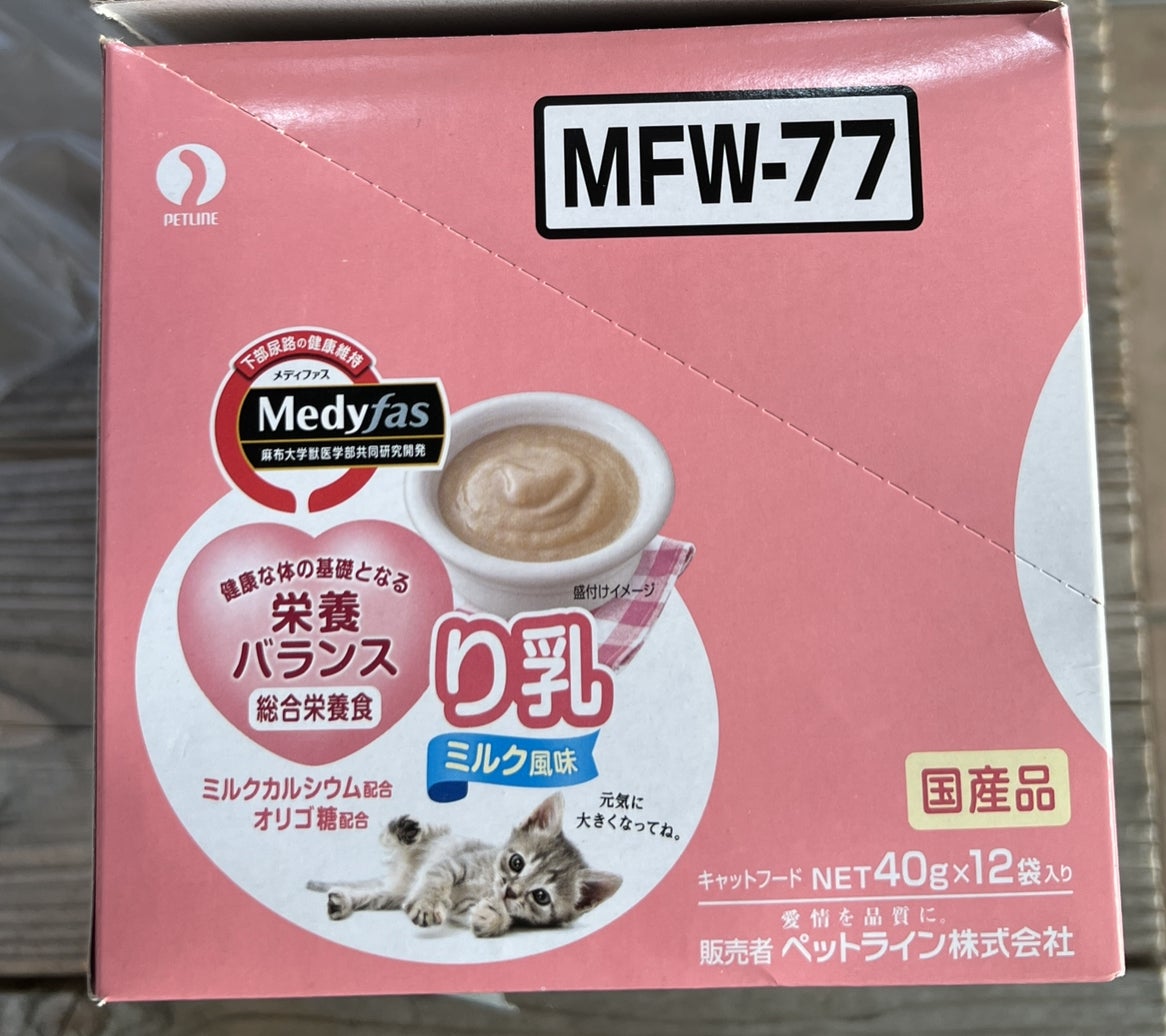 MFW-77
PETLINE
下部尿路の健康維持
メディファス
Medyfas
麻布大学獣医学部共同研究開発
盛付けイメージ
健康な体の基礎となる
栄養
バランス
総合栄養食
り乳
ミルク風味
ミルクカルシウム配合
オリゴ糖配合
元気に
大きくなってね。
国産品
キャットフード NET40g×12袋入り
愛情を品質に。
販売者 ペットライン株式会社